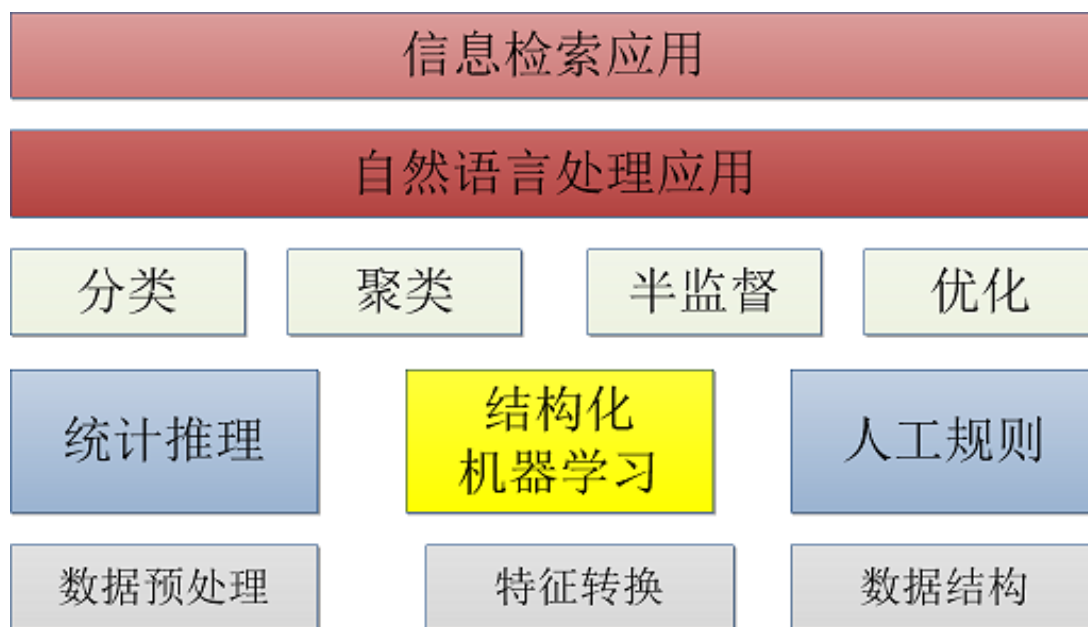 信息检索应用
自然语言处理应用
分类
聚类
半监督
优化
统计推理
结构化
机器学习
人工规则
数据预处理
特征转换
数据结构